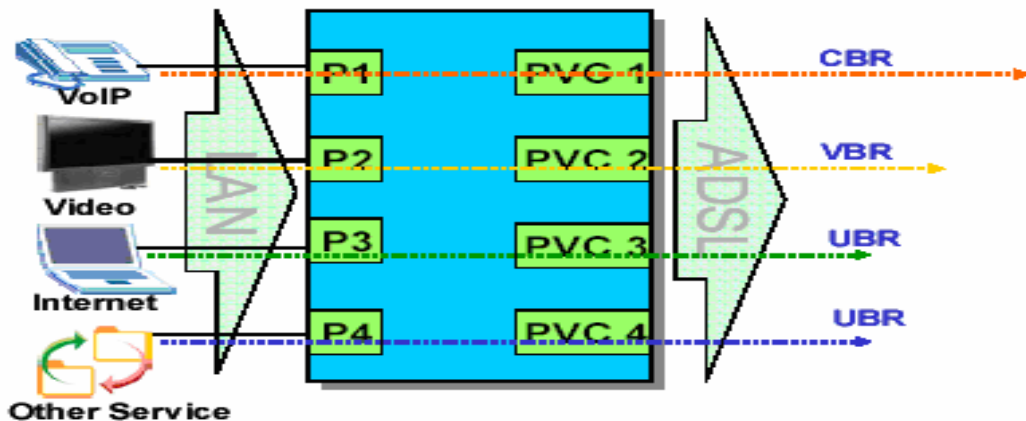 VoIP
P1
PVC 1
CBR
Video
P2
PVC 2
VBR
LAN
ADSL
Internet
P3
PVC 3
UBR
Other Service
P4
PVC 4
UBR